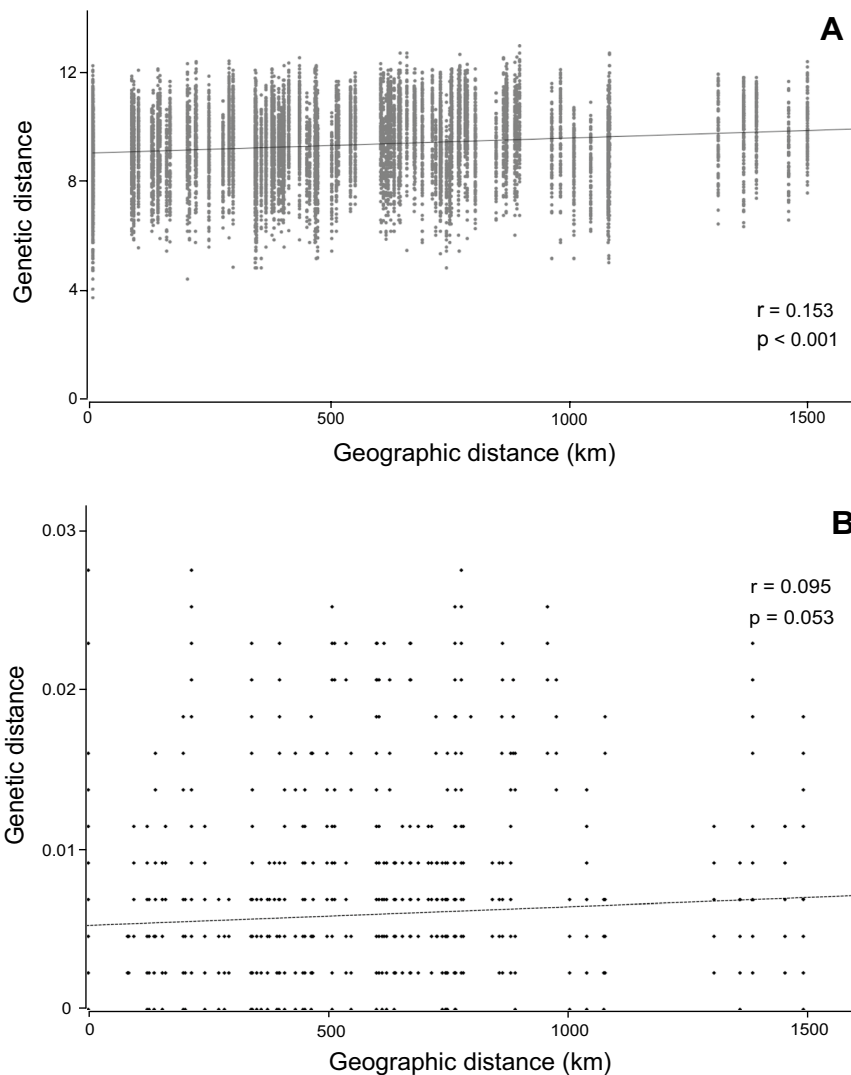 A
12
8
4
0
Genetic distance
r = 0.153
p < 0.001
0 500 1000 1500
Geographic distance (km)
B
0.03
0.02
0.01
0
Genetic distance
r = 0.095
p = 0.053
0 500 1000 1500
Geographic distance (km)